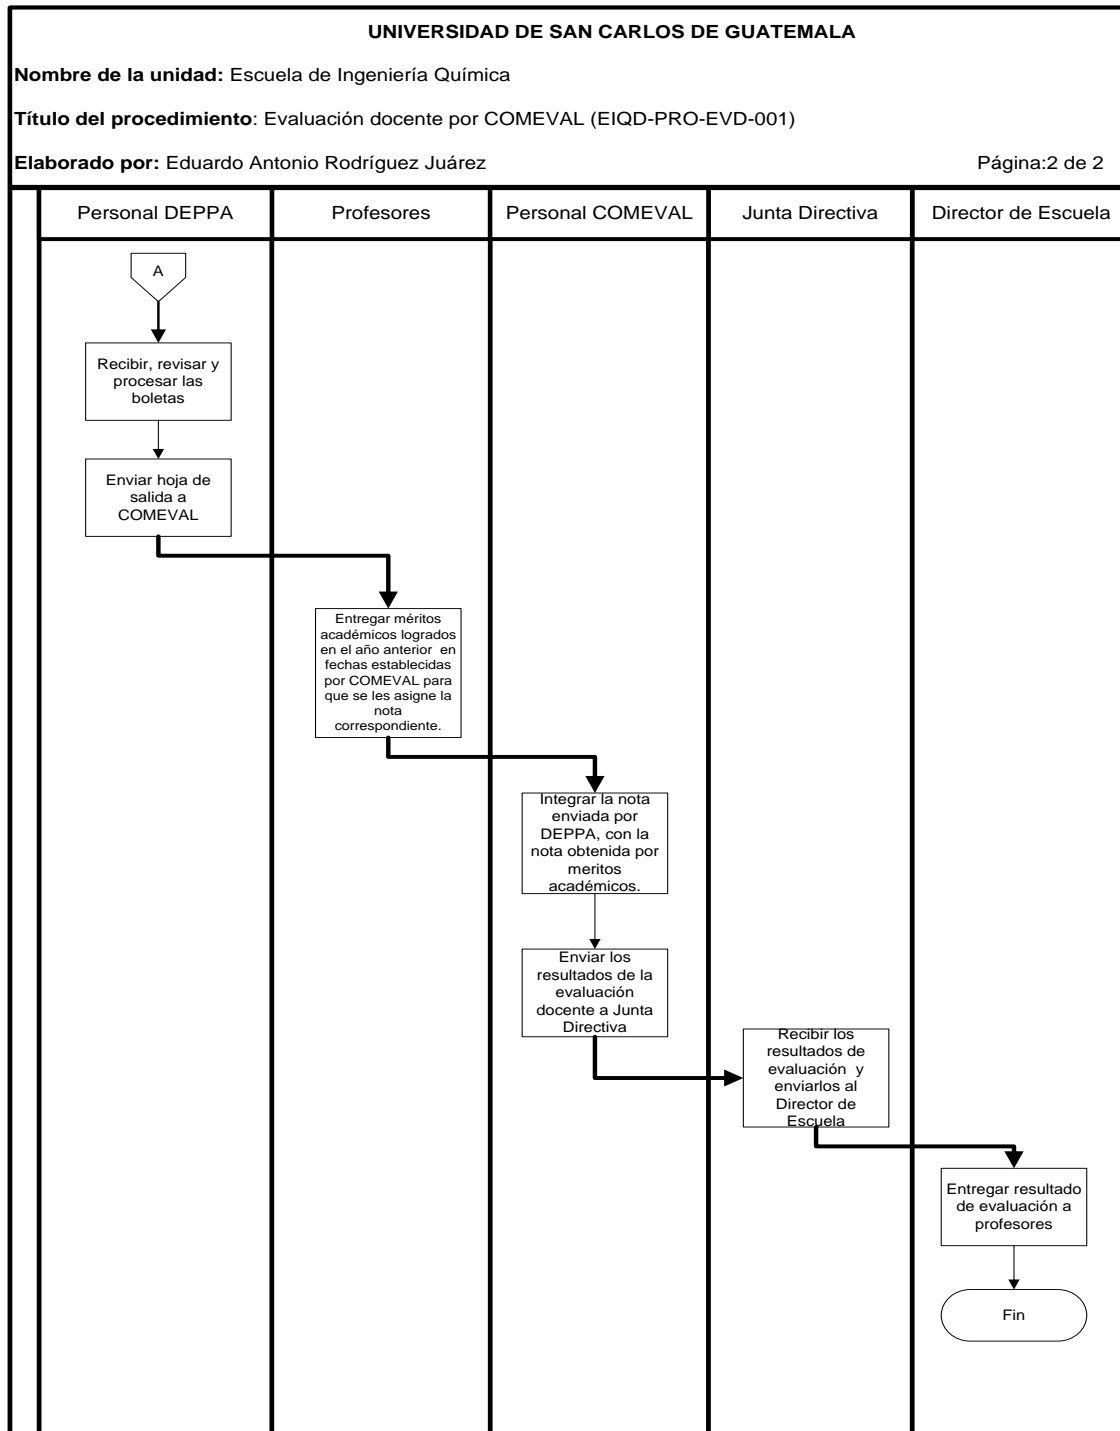 UNIVERSIDAD DE SAN CARLOS DE GUATEMALA
Nombre de la unidad: Escuela de Ingeniería Química
Título del procedimiento: Evaluación docente por COMEVAL (EIQD-PRO-EVD-001)
Elaborado por: Eduardo Antonio Rodríguez Juárez Página:2 de 2
Personal DEPPA Profesores Personal COMEVAL Junta Directiva Director de Escuela
A
Recibir, revisar y
procesar las
boletas
Enviar hoja de
salida a
COMEVAL
Entregar méritos
académicos logrados
en el año anterior en
fechas establecidas
por COMEVAL para
que se les asigne la
nota
correspondiente.
Integrar la nota
enviada por
DEPPA, con la
nota obtenida por
meritos
académicos.
Enviar los
resultados de la
evaluación
docente a Junta
Directiva
Recibir los
resultados de
evaluación y
enviarlos al
Director de
Escuela
Entregar resultado
de evaluación a
profesores
Fin